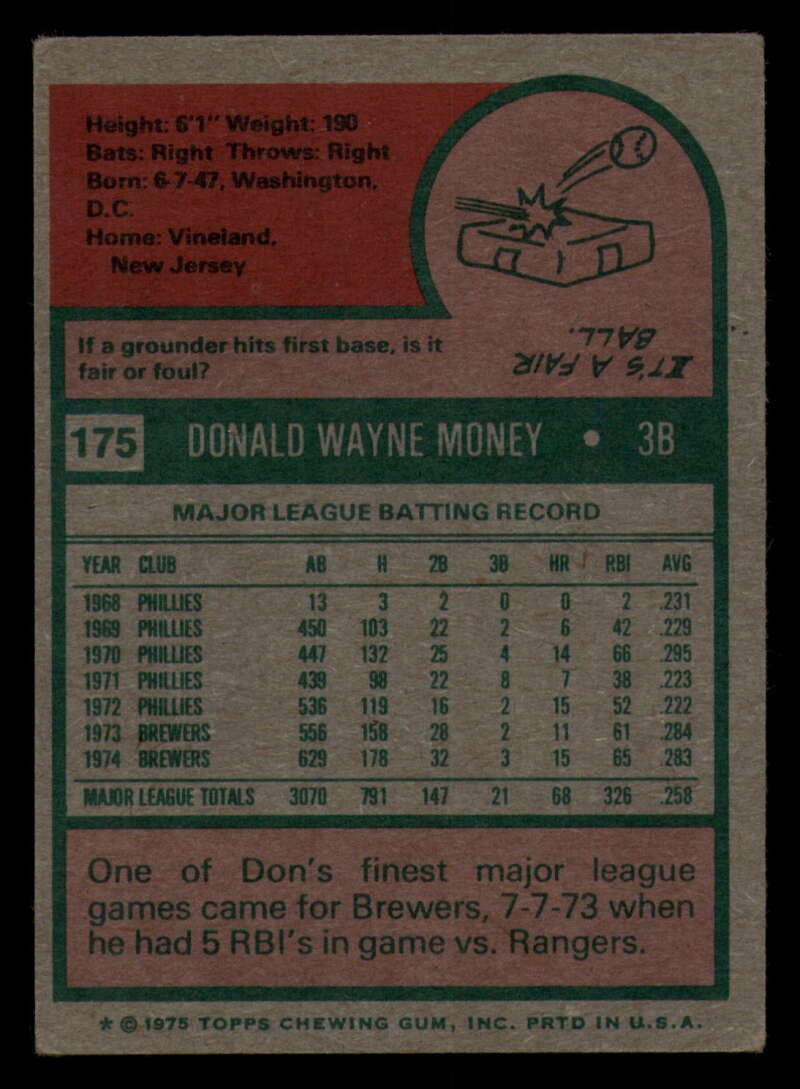 Height: 6'1" Weight: 190
Bats: Right Throws: Right
Born: 6-7-47, Washington,
D.C.
Home: Vineland,
New Jersey
If a grounder hits first base, is it
fair or foul?
IT'S A FAIR
BALL.
175 DONALD WAYNE MONEY • 3B
MAJOR LEAGUE BATTING RECORD
YEAR CLUB AB H 2B 3B HR RBI AVG
1968 PHILLIES 13 3 2 0 0 2 .231
1969 PHILLIES 450 103 22 2 6 42 .229
1970 PHILLIES 447 132 25 4 14 66 .295
1971 PHILLIES 439 98 22 8 7 38 .223
1972 PHILLIES 536 119 16 2 15 52 .222
1973 BREWERS 556 158 28 2 11 61 .284
1974 BREWERS 629 178 32 3 15 65 .283
MAJOR LEAGUE TOTALS 3070 791 147 21 68 326 .258
One of Don's finest major league
games came for Brewers, 7-7-73 when
he had 5 RBI's in game vs. Rangers.
* © 1975 TOPPS CHEWING GUM, INC. PRTD IN U.S.A.